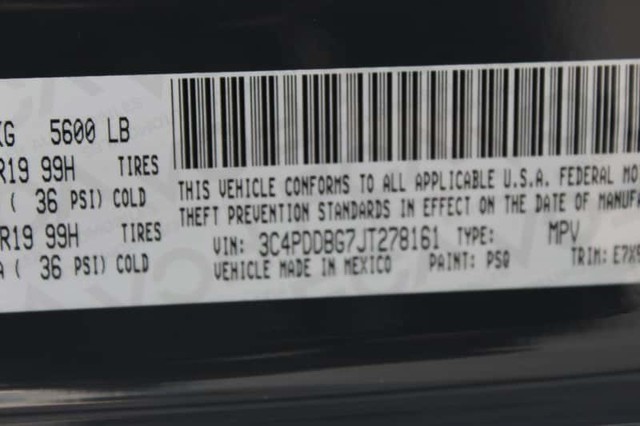 KG 5600 LB
R19 99H TIRES
( 36 PSI) COLD
R19 99H TIRES
A ( 36 PSI) COLD
THIS VEHICLE CONFORMS TO ALL APPLICABLE U.S.A. FEDERAL MO
THEFT PREVENTION STANDARDS IN EFFECT ON THE DATE OF MANUFA
VIN: 3C4PDDBG7JT278161 TYPE: MPV
VEHICLE MADE IN MEXICO PAINT: PSQ TRIM: E7X9